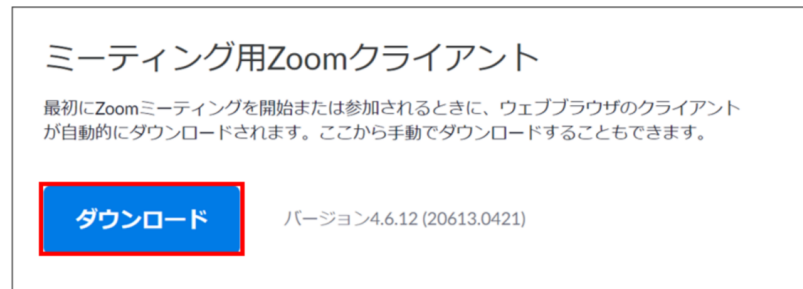 ミーティング用Zoomクライアント
最初にZoomミーティングを開始または参加されるときに、ウェブブラウザのクライアント
が自動的にダウンロードされます。ここから手動でダウンロードすることもできます。
ダウンロード バージョン4.6.12 (20613.0421)